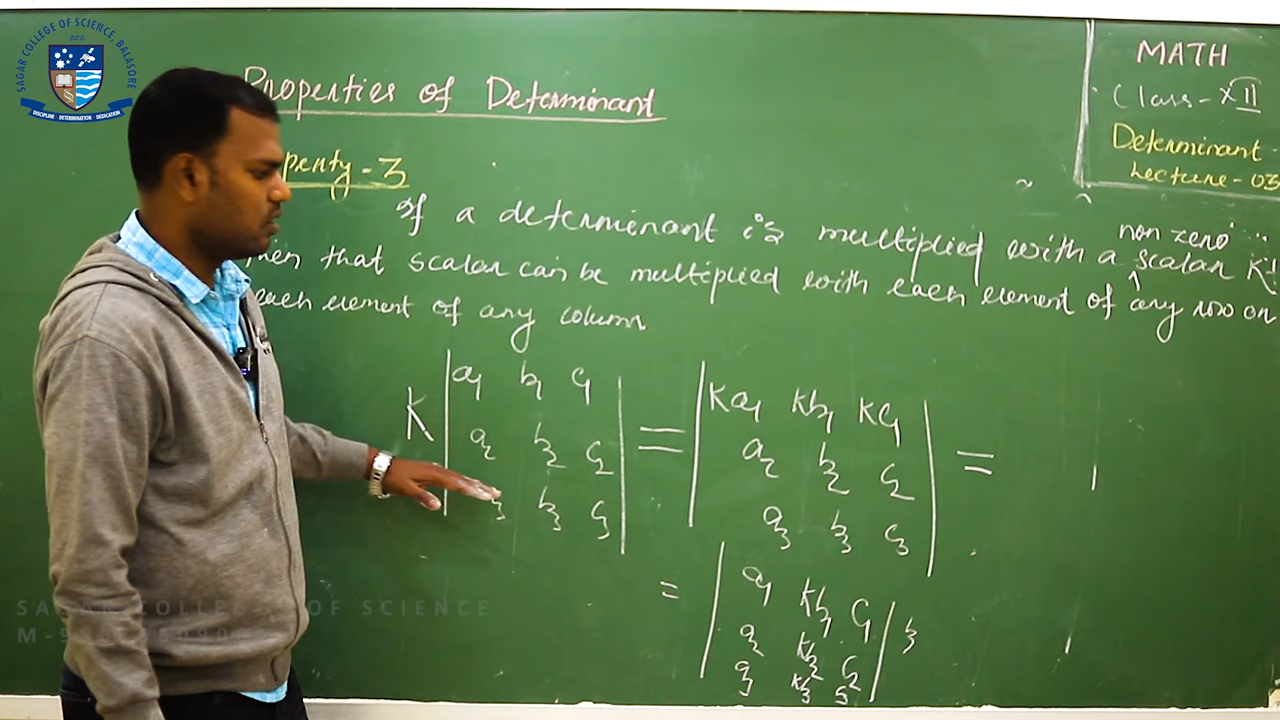 SAGAR COLLEGE OF SCIENCE, BALASORE
DISCIPLINE DETERMINATION DEDICATION
Properties of Determinant
MATH
Class-XII
Determinant -
Lecture-03
perty-3
If a determinant is multiplied with a non zero scalar K
then that scalar can be multiplied with each element of any row or
each element of any column
K | a₁ b₁ c₁ | = | Ka₁ Kb₁ Kc₁ | =
| a₂ b₂ c₂ | | a₂ b₂ c₂ |
| ₃ b₃ c₃ | | a₃ b₃ c₃ |
= | a₁ Kb₁ c₁ |
| a₂ Kb₂ c₂ |
| a₃ Kb₃ c₃ |
SAGAR COLLEGE OF SCIENCE